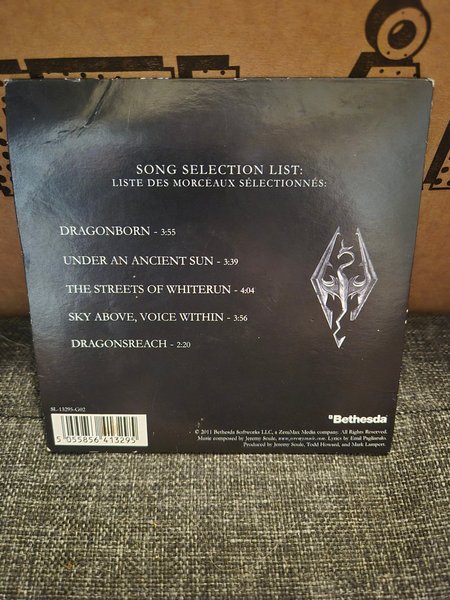 SONG SELECTION LIST:
LISTE DES MORCEAUX SÉLECTIONNÉS:
DRAGONBORN - 3:55
UNDER AN ANCIENT SUN - 3:39
THE STREETS OF WHITERUN - 4:04
SKY ABOVE, VOICE WITHIN - 3:56
DRAGONSREACH - 2:20
SL-13295-G02
5 055856 413295
Bethesda
© 2011 Bethesda Softworks LLC, a ZeniMax Media company. All Rights Reserved.
Music composed by Jeremy Soule, www.jeremysoule.com. Lyrics by Emil Pagliarulo.
Produced by Jeremy Soule, Todd Howard, and Mark Lampert.